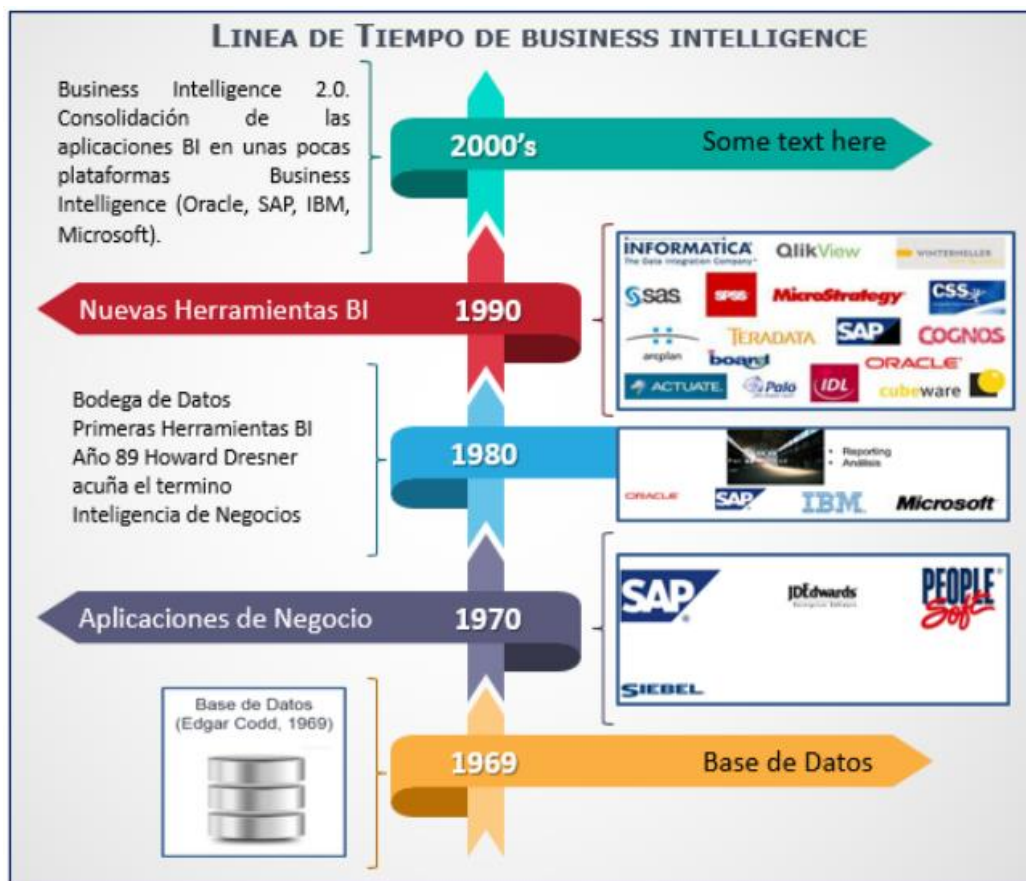 LINEA DE TIEMPO DE BUSINESS INTELLIGENCE
Business Intelligence 2.0.
Consolidación de las
aplicaciones BI en unas pocas
plataformas Business
Intelligence (Oracle, SAP, IBM,
Microsoft).
2000's
Some text here
Nuevas Herramientas BI
1990
INFORMATICA®
The Data Integration Company™
QlikView
WINTERHELLER
sas
SPSS
MicroStrategy
CSS
arcplan
TERADATA
SAP
COGNOS
board
ORACLE
ACTUATE
Palo
IDL
cubeware
Bodega de Datos
Primeras Herramientas BI
Año 89 Howard Dresner
acuña el termino
Inteligencia de Negocios
1980
• Reporting
• Análisis
ORACLE
SAP
IBM
Microsoft
Aplicaciones de Negocio
1970
SAP®
JDEdwards
Enterprise Software
PEOPLE®
Soft
SIEBEL
Base de Datos
(Edgar Codd, 1969)
1969
Base de Datos